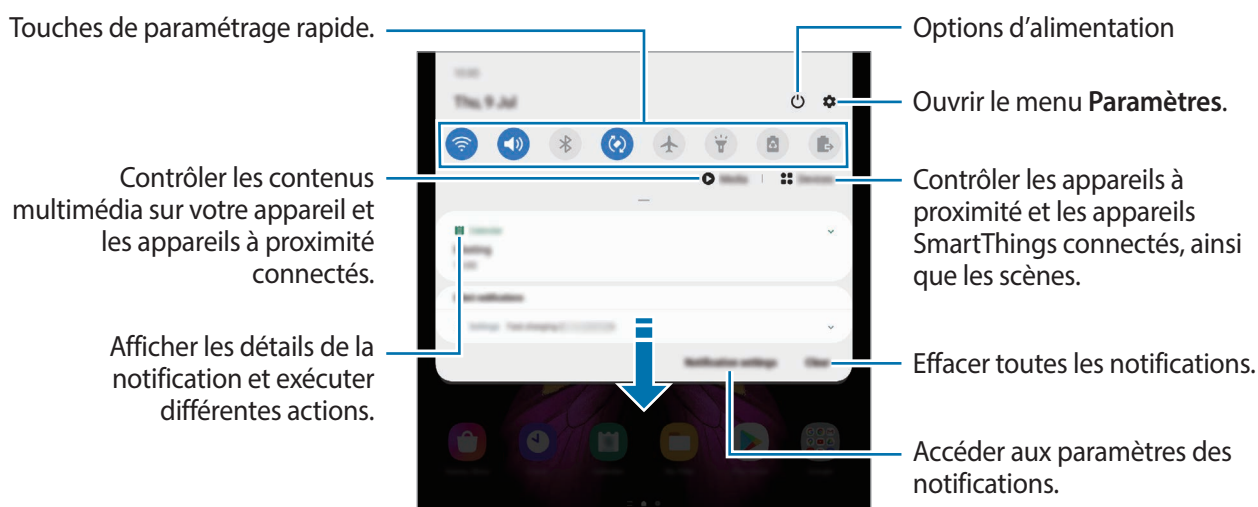 Touches de paramétrage rapide.
Options d’alimentation
Thu, 9 Jul
Ouvrir le menu Paramètres.
Contrôler les contenus
multimédia sur votre appareil et
les appareils à proximité
connectés.
Media
Devices
Contrôler les appareils à
proximité et les appareils
SmartThings connectés, ainsi
que les scènes.
Calendar
Afficher les détails de la
notification et exécuter
différentes actions.
Notification settings
Clear
Effacer toutes les notifications.
Accéder aux paramètres des
notifications.